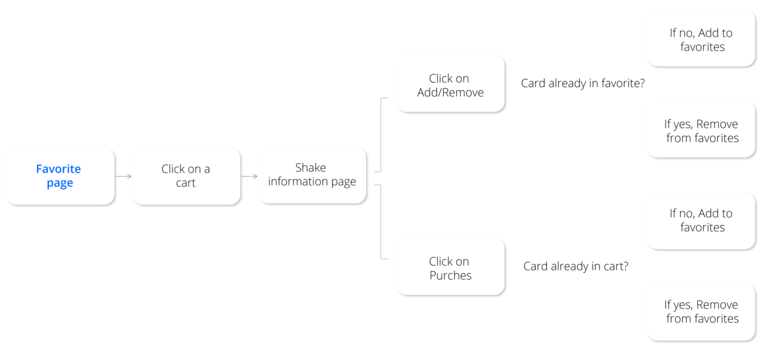 Favorite
page
Click on a
cart
Shake
information page
Click on
Add/Remove
Card already in favorite?
If no, Add to
favorites
If yes, Remove
from favorites
Click on
Purches
Card already in cart?
If no, Add to
favorites
If yes, Remove
from favorites